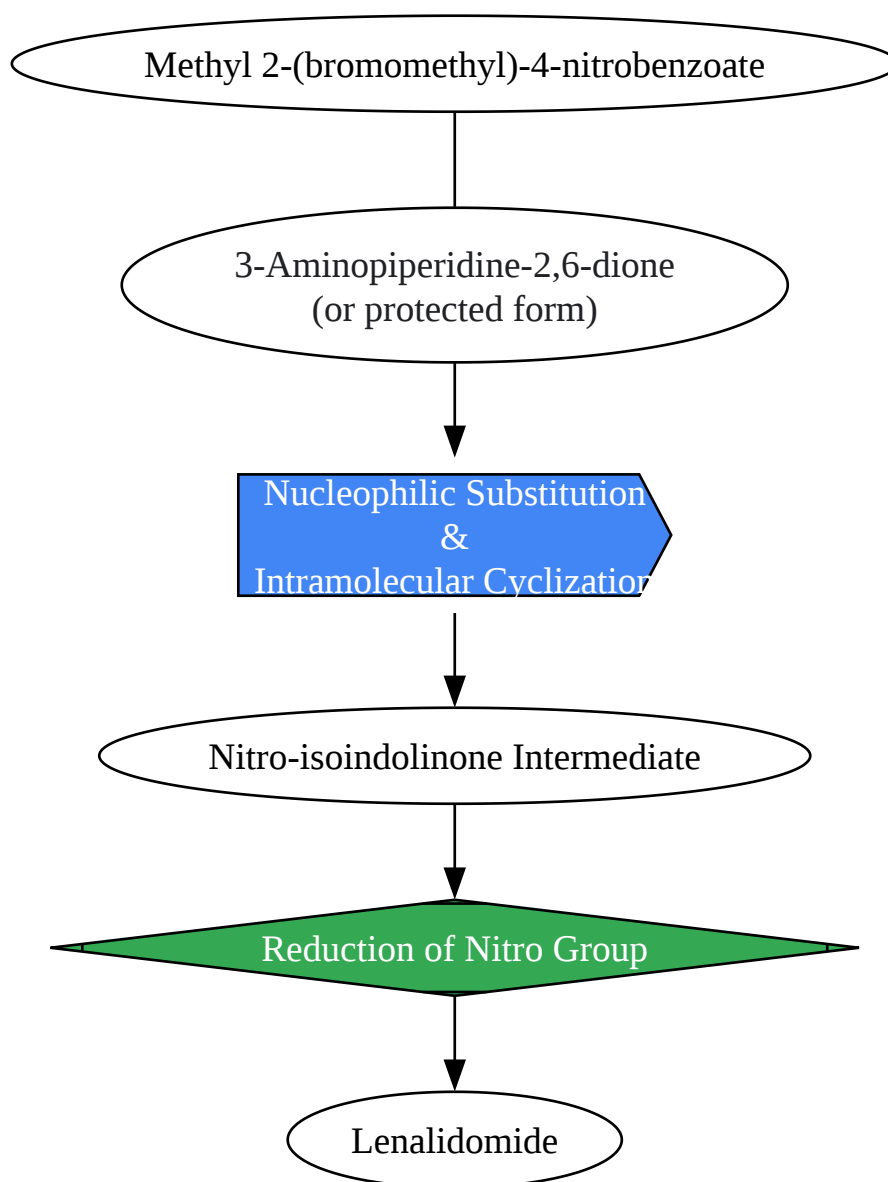 Methyl 2-(bromomethyl)-4-nitrobenzoate
3-Aminopiperidine-2,6-dione
(or protected form)
Nucleophilic Substitution
&
Intramolecular Cyclization
Nitro-isoindolinone Intermediate
Reduction of Nitro Group
Lenalidomide